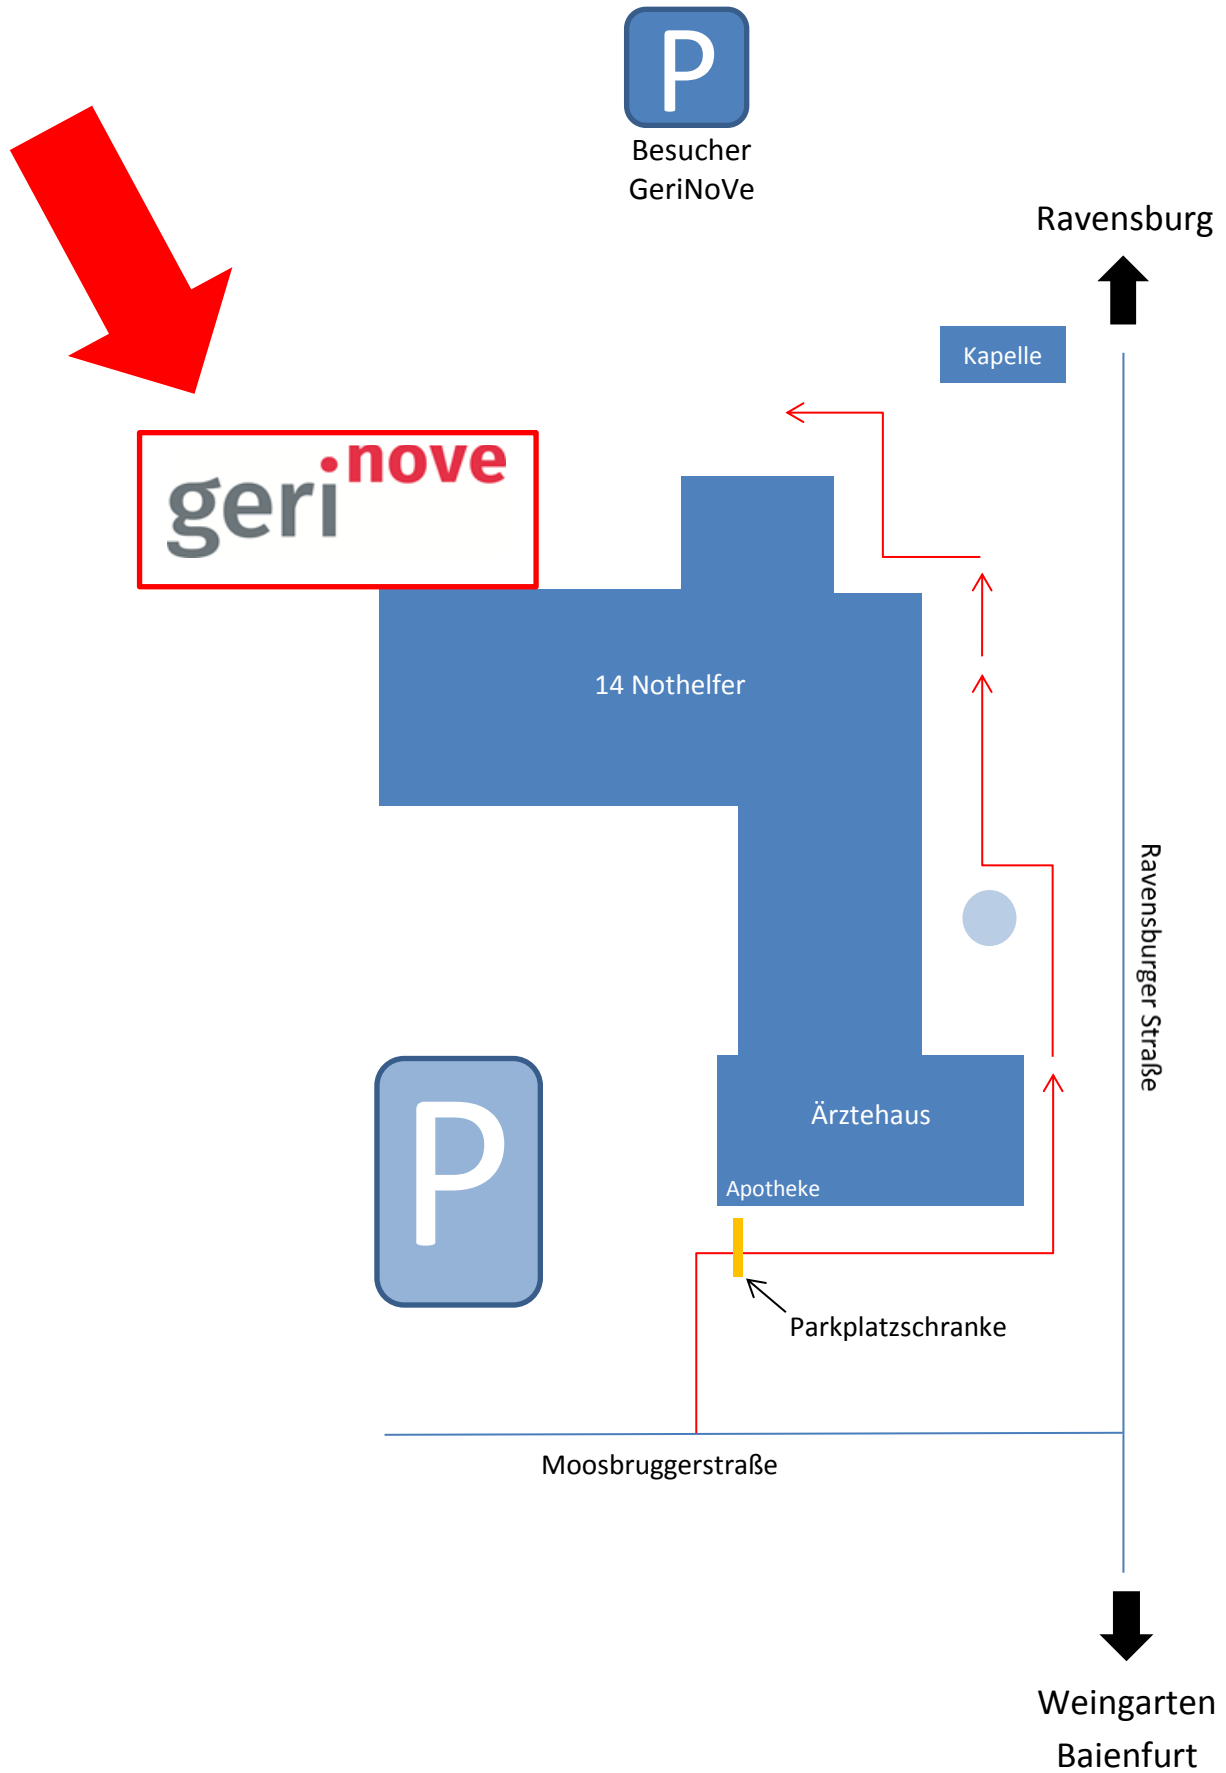 P
Besucher
GeriNoVe
Ravensburg
Kapelle
geri nove
14 Nothelfer
Ravensburger Straße
P
Ärztehaus
Apotheke
Parkplatzschranke
Moosbruggerstraße
Weingarten
Baienfurt